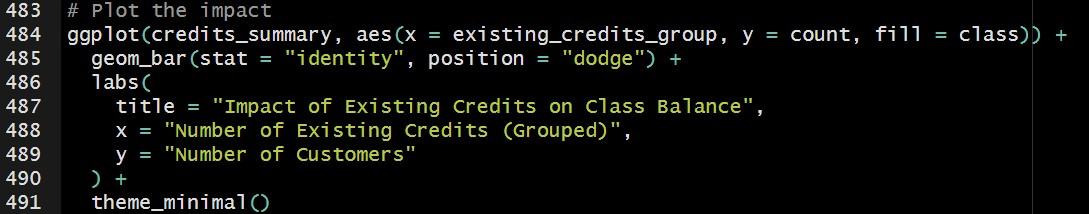 483 # Plot the impact
484 ggplot(credits_summary, aes(x = existing_credits_group, y = count, fill = class)) +
485   geom_bar(stat = "identity", position = "dodge") +
486   labs(
487     title = "Impact of Existing Credits on Class Balance",
488     x = "Number of Existing Credits (Grouped)",
489     y = "Number of Customers"
490   ) +
491   theme_minimal()